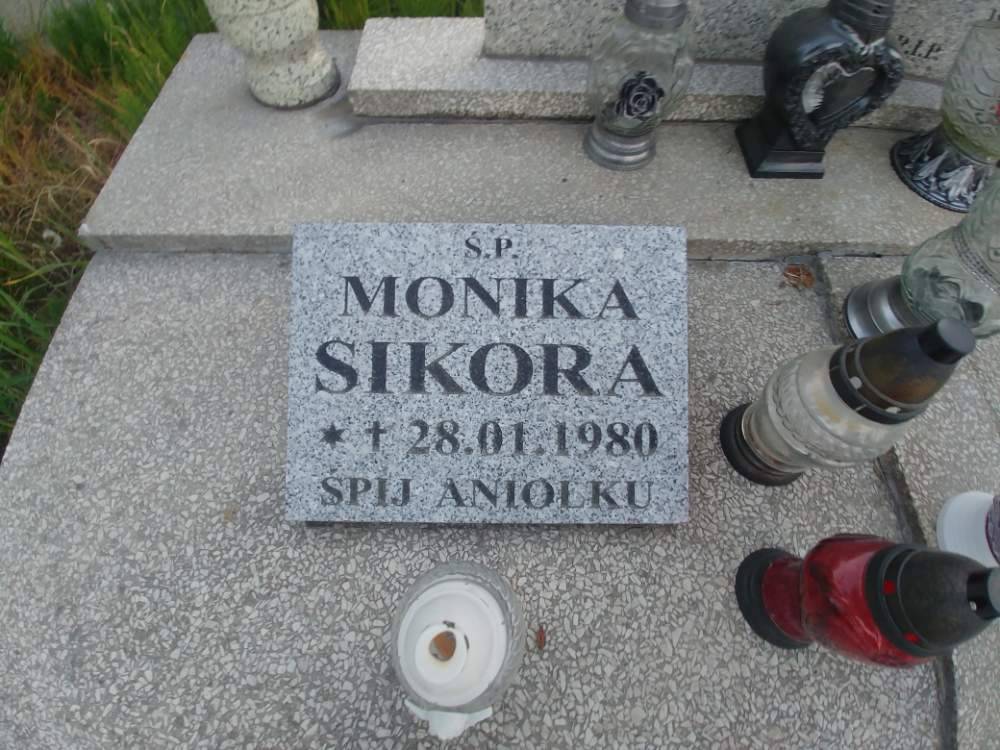 R.I.P.
Ś.P.
MONIKA
SIKORA
* † 28.01.1980
ŚPIJ ANIOŁKU